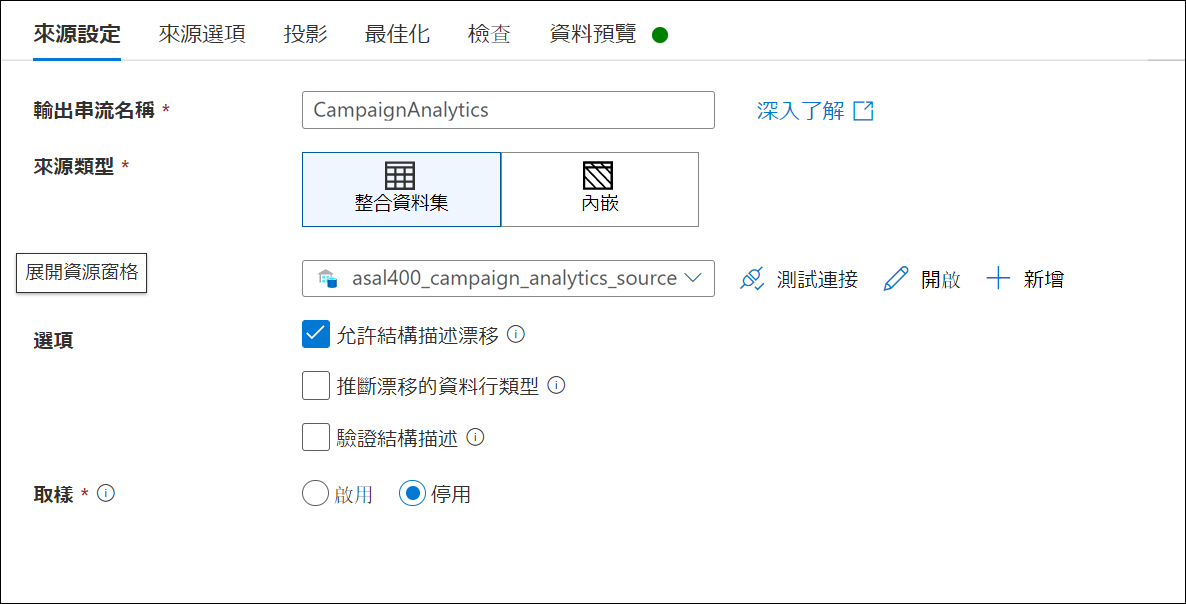 來源設定 來源選項 投影 最佳化 檢查 資料預覽
輸出串流名稱 * CampaignAnalytics 深入了解
來源類型 * 整合資料集 內嵌
展開資源窗格 asal400_campaign_analytics_source 測試連接 開啟 新增
選項 允許結構描述漂移
推斷漂移的資料行類型
驗證結構描述
取樣 * 啟用 停用